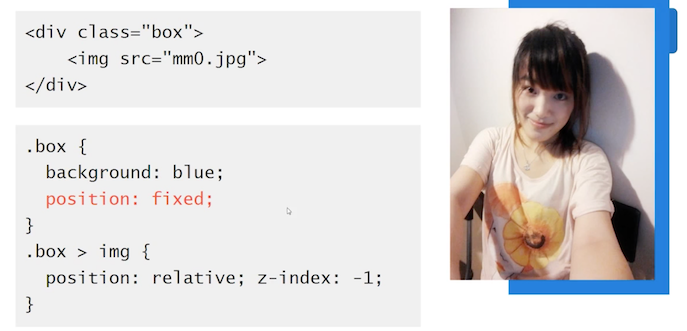 <div class="box">
    <img src="mm0.jpg">
</div>
.box {
  background: blue;
  position: fixed;
}
.box > img {
  position: relative; z-index: -1;
}